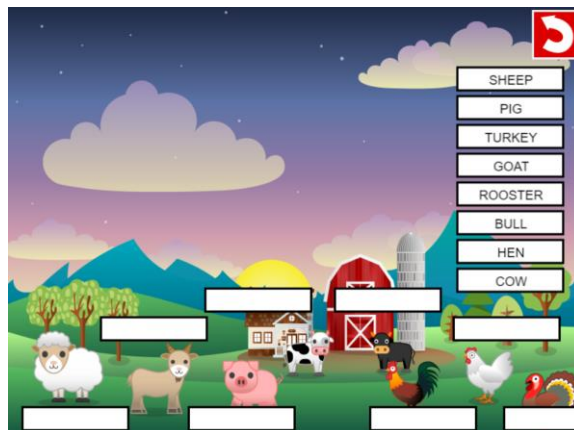 SHEEP
PIG
TURKEY
GOAT
ROOSTER
BULL
HEN
COW